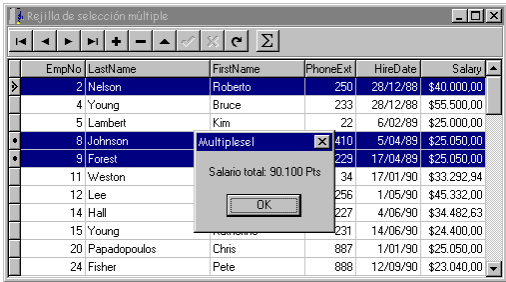 Rejilla de selección múltiple
Σ
EmpNo LastName FirstName PhoneExt HireDate Salary
2 Nelson Roberto 250 28/12/88 $40.000,00
4 Young Bruce 233 28/12/88 $55.500,00
5 Lambert Kim 22 6/02/89 $25.000,00
8 Johnson 410 5/04/89 $25.050,00
9 Forest 229 17/04/89 $25.050,00
11 Weston 34 17/01/90 $33.292,94
12 Lee 256 1/05/90 $45.332,00
14 Hall 227 4/06/90 $34.482,63
15 Young 231 14/06/90 $24.400,00
20 Papadopoulos Chris 887 1/01/90 $25.050,00
24 Fisher Pete 888 12/09/90 $23.040,00
Multiplesel
Salario total: 90.100 Pts
OK